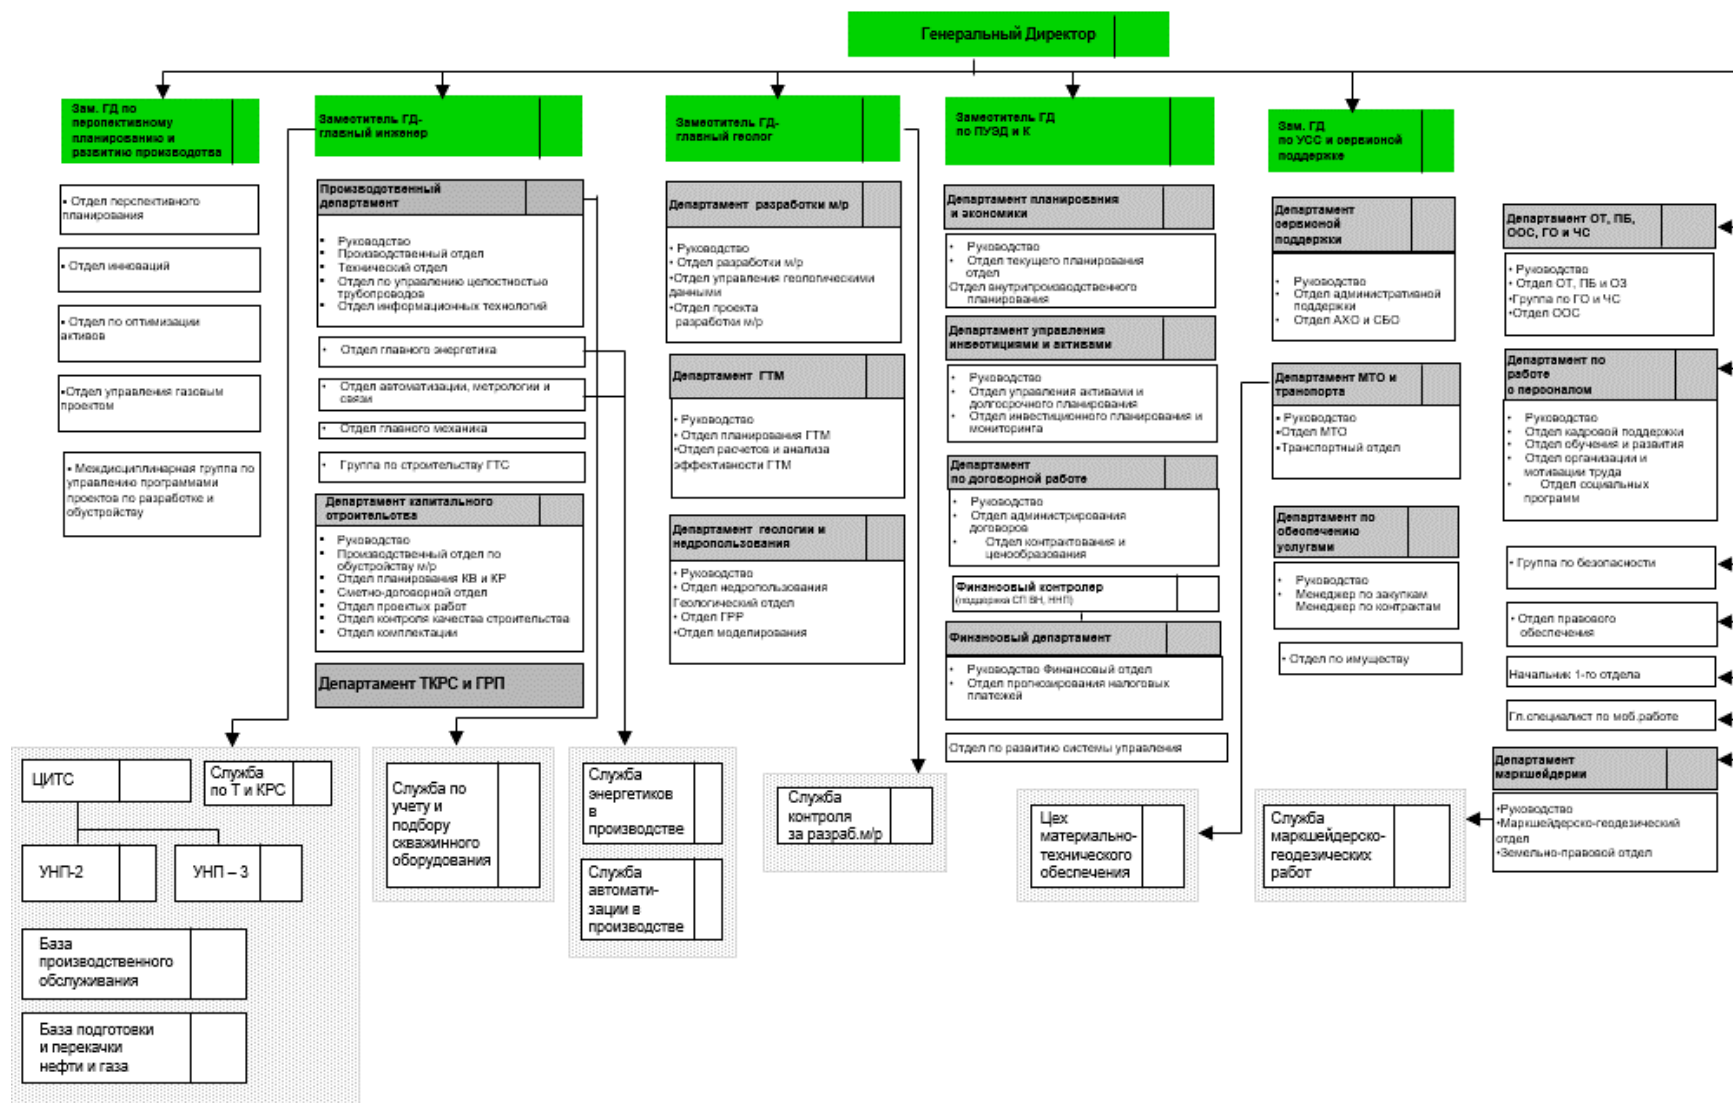 Генеральный Директор
Зам. ГД по
перспективному
планированию и
развитию производства
• Отдел перспективного
планирования
• Отдел инноваций
• Отдел по оптимизации
активов
•Отдел управления газовым
проектом
• Междисциплинарная группа по
управлению программами
проектов по разработке и
обустройству
Заместитель ГД-
главный инженер
Производственный
департамент
▪ Руководство
▪ Производственный отдел
▪ Технический отдел
▪ Отдел по управлению целостностью
трубопроводов
▪ Отдел информационных технологий
• Отдел главного энергетика
• Отдел автоматизации, метрологии и
связи
• Отдел главного механика
• Группа по строительству ГТС
Департамент капитального
строительства
▪ Руководство
▪ Производственный отдел по
обустройству м/р
▪ Отдел планирования КВ и КР
▪ Сметно-договорной отдел
▪ Отдел проектых работ
▪ Отдел контроля качества строительства
▪ Отдел комплектации
Департамент ТКРС и ГРП
Заместитель ГД-
главный геолог
Департамент разработки м/р
• Руководство
• Отдел разработки м/р
•Отдел управления геологическими
данными
•Отдел проекта
разработки м/р
Департамент ГТМ
• Руководство
• Отдел планирования ГТМ
•Отдел расчетов и анализа
эффективности ГТМ
Департамент геологии и
недропользования
• Руководство
• Отдел недропользования
Геологический отдел
• Отдел ГРР
•Отдел моделирования
Заместитель ГД
по ПУЭД и К
Департамент планирования
и экономики
• Руководство
• Отдел текущего планирования
отдел
Отдел внутрипроизводственного
планирования
Департамент управления
инвестициями и активами
• Руководство
• Отдел управления активами и
долгосрочного планирования
• Отдел инвестиционного планирования и
мониторинга
Департамент
по договорной работе
• Руководство
• Отдел администрирования
договоров
• Отдел контрактования и
ценообразования
Финансовый контролер
(поддержка СП ВН, ННП)
Финансовый департамент
• Руководство Финансовый отдел
• Отдел прогнозирования налоговых
платежей
Отдел по развитию системы управления
Зам. ГД
по УСС и сервисной
поддержке
Департамент
сервисной
поддержки
• Руководство
• Отдел административной
поддержки
• Отдел АХО и СБО
Департамент МТО и
транспорта
• Руководство
•Отдел МТО
•Транспортный отдел
Департамент по
обеспечению
услугами
• Руководство
• Менеджер по закупкам
Менеджер по контрактам
• Отдел по имуществу
Департамент ОТ, ПБ,
ООС, ГО и ЧС
• Руководство
• Отдел ОТ, ПБ и ОЗ
•Группа по ГО и ЧС
•Отдел ООС
Департамент по
работе
с персоналом
• Руководство
• Отдел кадровой поддержки
• Отдел обучения и развития
• Отдел организации и
мотивации труда
• Отдел социальных
программ
• Группа по безопасности
• Отдел правового
обеспечения
Начальник 1-го отдела
Гл.специалист по моб.работе
Департамент
маркшейдерии
•Руководство
•Маркшейдерско-геодезический
отдел
•Земельно-правовой отдел
ЦИТС
Служба
по Т и КРС
УНП-2
УНП – 3
База
производственного
обслуживания
База подготовки
и перекачки
нефти и газа
Служба по
учету и
подбору
скважинного
оборудования
Служба
энергетиков
в
производстве
Служба
автомати-
зации в
производстве
Служба
контроля
за разраб.м/р
Цех
материально-
технического
обеспечения
Служба
маркшейдерско-
геодезических
работ